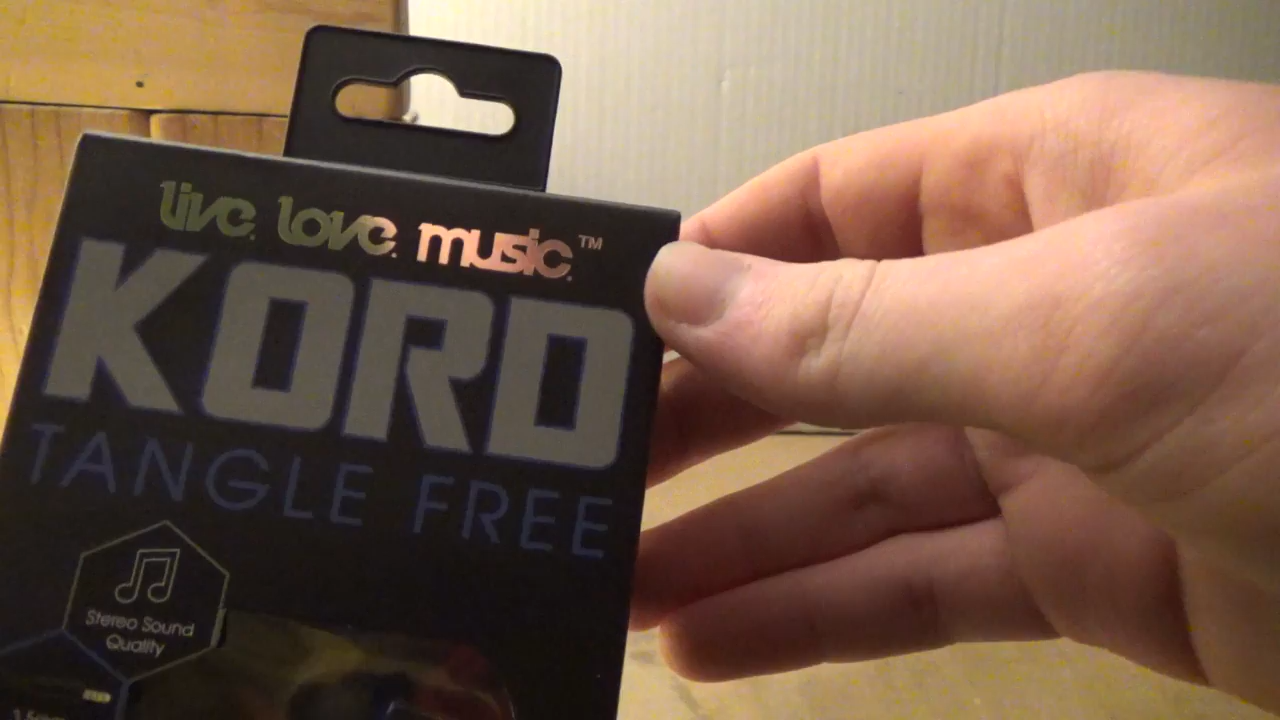 live. love. music.™
KORD
TANGLE FREE
Stereo Sound
Quality